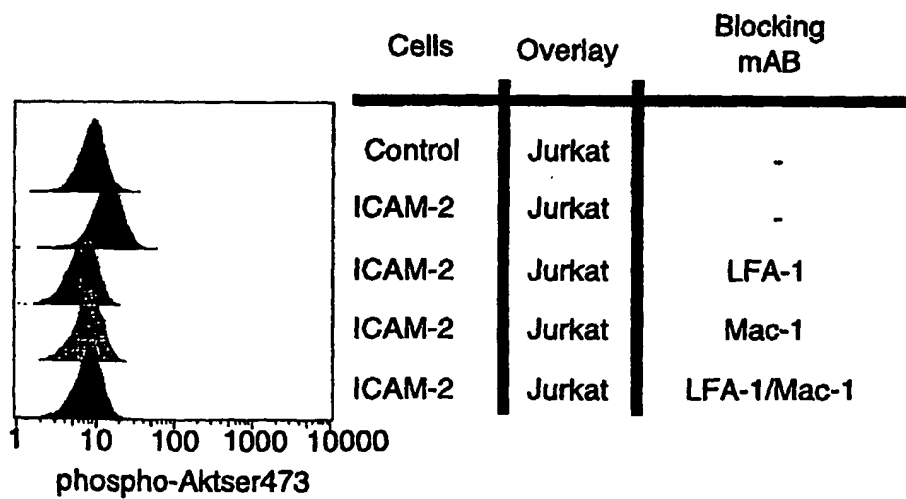 Cells Overlay Blocking mAB
Control Jurkat -
ICAM-2 Jurkat -
ICAM-2 Jurkat LFA-1
ICAM-2 Jurkat Mac-1
ICAM-2 Jurkat LFA-1/Mac-1
1 10 100 1000 10000
phospho-Aktser473